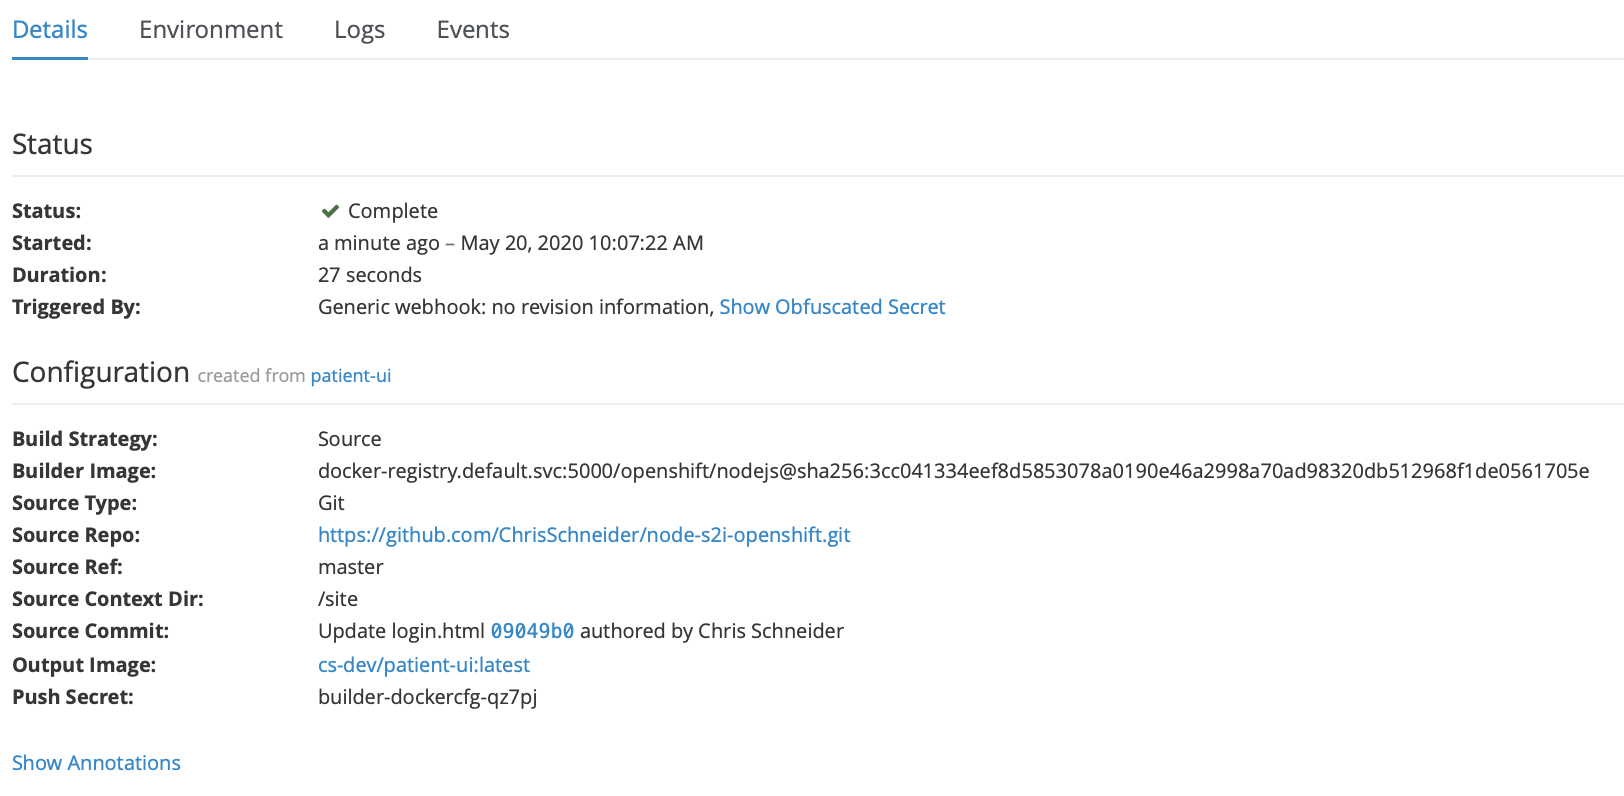 Details Environment Logs Events
Status
Status: Complete
Started: a minute ago – May 20, 2020 10:07:22 AM
Duration: 27 seconds
Triggered By: Generic webhook: no revision information, Show Obfuscated Secret
Configuration created from patient-ui
Build Strategy: Source
Builder Image: docker-registry.default.svc:5000/openshift/nodejs@sha256:3cc041334eef8d5853078a0190e46a2998a70ad98320db512968f1de0561705e
Source Type: Git
Source Repo: https://github.com/ChrisSchneider/node-s2i-openshift.git
Source Ref: master
Source Context Dir: /site
Source Commit: Update login.html 09049b0 authored by Chris Schneider
Output Image: cs-dev/patient-ui:latest
Push Secret: builder-dockercfg-qz7pj
Show Annotations